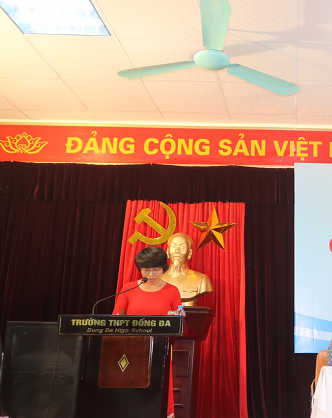 ĐẢNG CỘNG SẢN VIỆT
TRƯỜNG THPT ĐỐNG ĐA
Dong Da High School